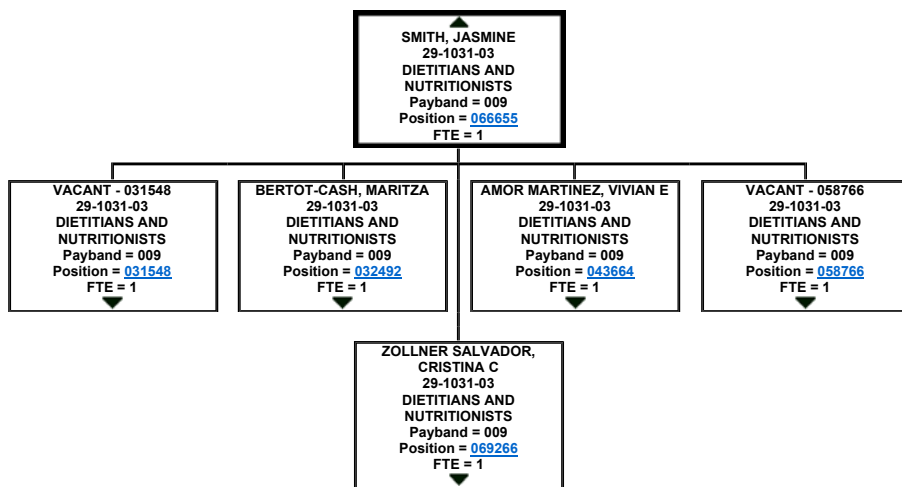 SMITH, JASMINE
29-1031-03
DIETITIANS AND
NUTRITIONISTS
Payband = 009
Position = 066655
FTE = 1
VACANT - 031548
29-1031-03
DIETITIANS AND
NUTRITIONISTS
Payband = 009
Position = 031548
FTE = 1
BERTOT-CASH, MARITZA
29-1031-03
DIETITIANS AND
NUTRITIONISTS
Payband = 009
Position = 032492
FTE = 1
AMOR MARTINEZ, VIVIAN E
29-1031-03
DIETITIANS AND
NUTRITIONISTS
Payband = 009
Position = 043664
FTE = 1
VACANT - 058766
29-1031-03
DIETITIANS AND
NUTRITIONISTS
Payband = 009
Position = 058766
FTE = 1
ZOLLNER SALVADOR,
CRISTINA C
29-1031-03
DIETITIANS AND
NUTRITIONISTS
Payband = 009
Position = 069266
FTE = 1